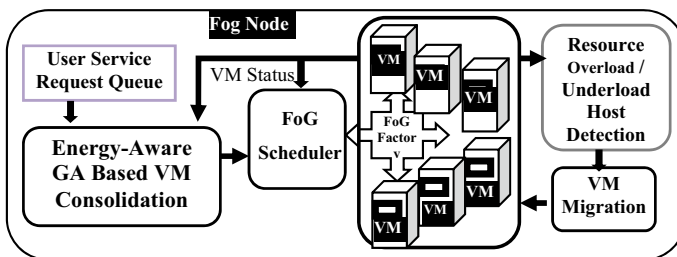 Fog Node
User Service
Request Queue
VM Status
Energy-Aware
GA Based VM
Consolidation
FoG
Scheduler
VM
VM
VM
FoG
Factor
v
VM
VM
VM
Resource
Overload /
Underload
Host
Detection
VM
Migration